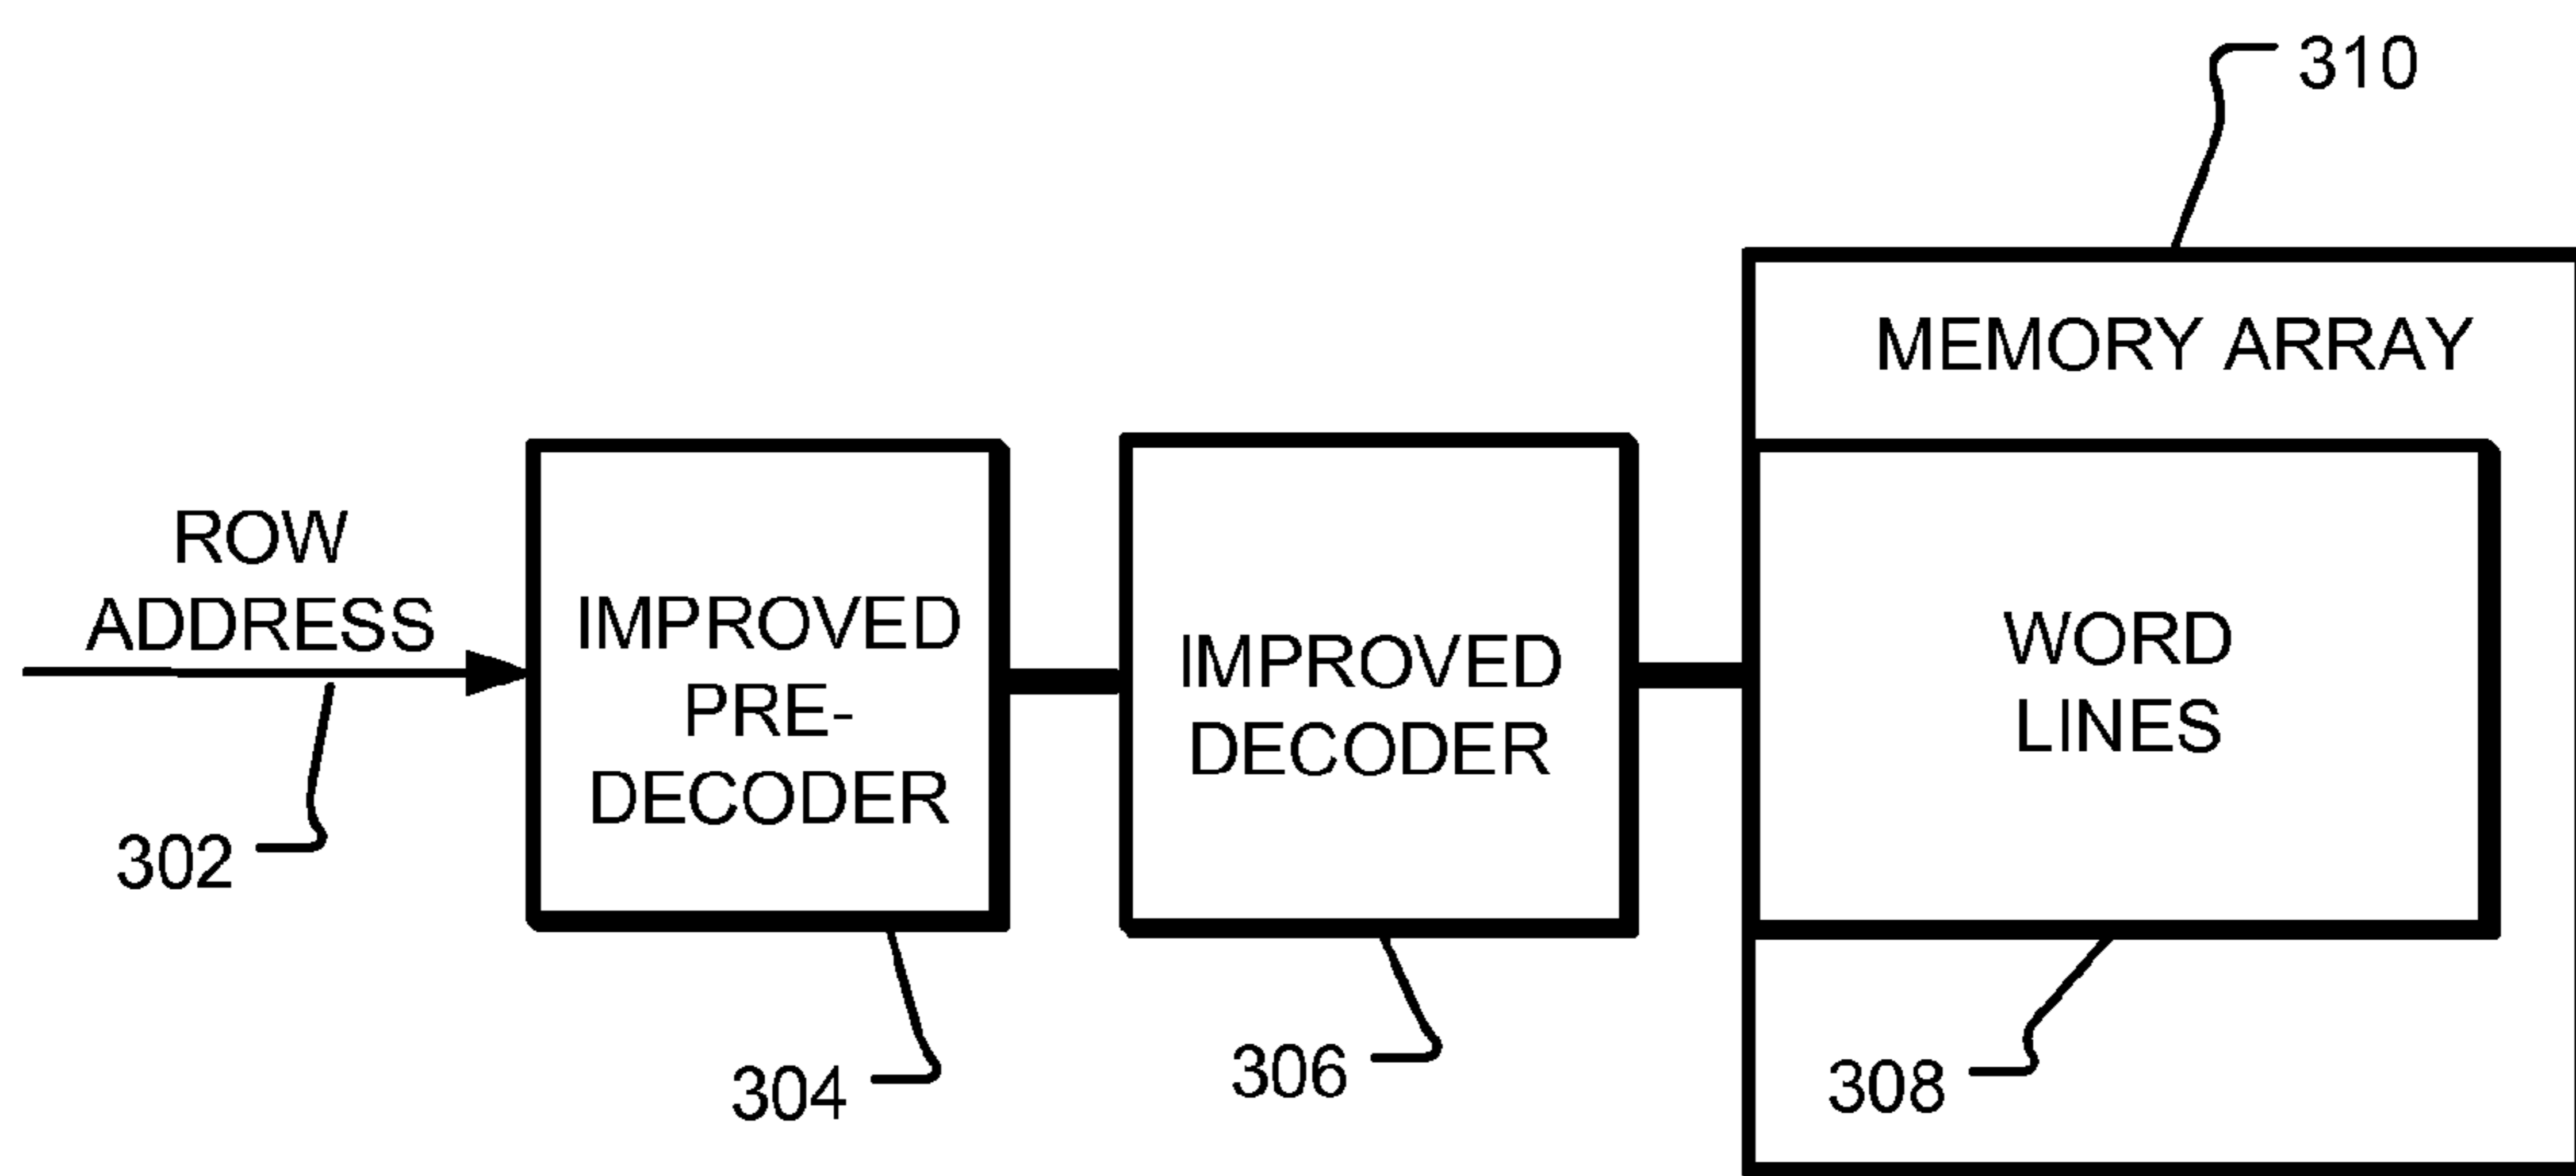 310
MEMORY ARRAY
ROW
ADDRESS
302
IMPROVED
PRE-
DECODER
304
IMPROVED
DECODER
306
WORD
LINES
308